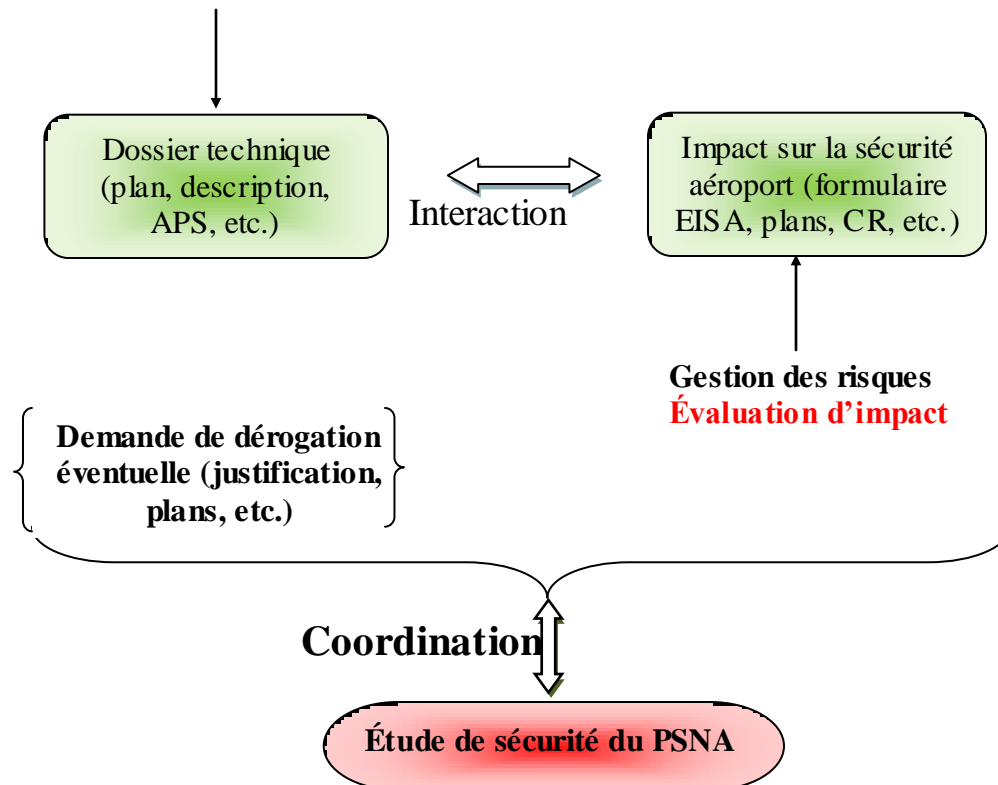 Dossier technique
(plan, description,
APS, etc.)
Interaction
Impact sur la sécurité
aéroport (formulaire
EISA, plans, CR, etc.)
Gestion des risques
Évaluation d’impact
Demande de dérogation
éventuelle (justification,
plans, etc.)
Coordination
Étude de sécurité du PSNA